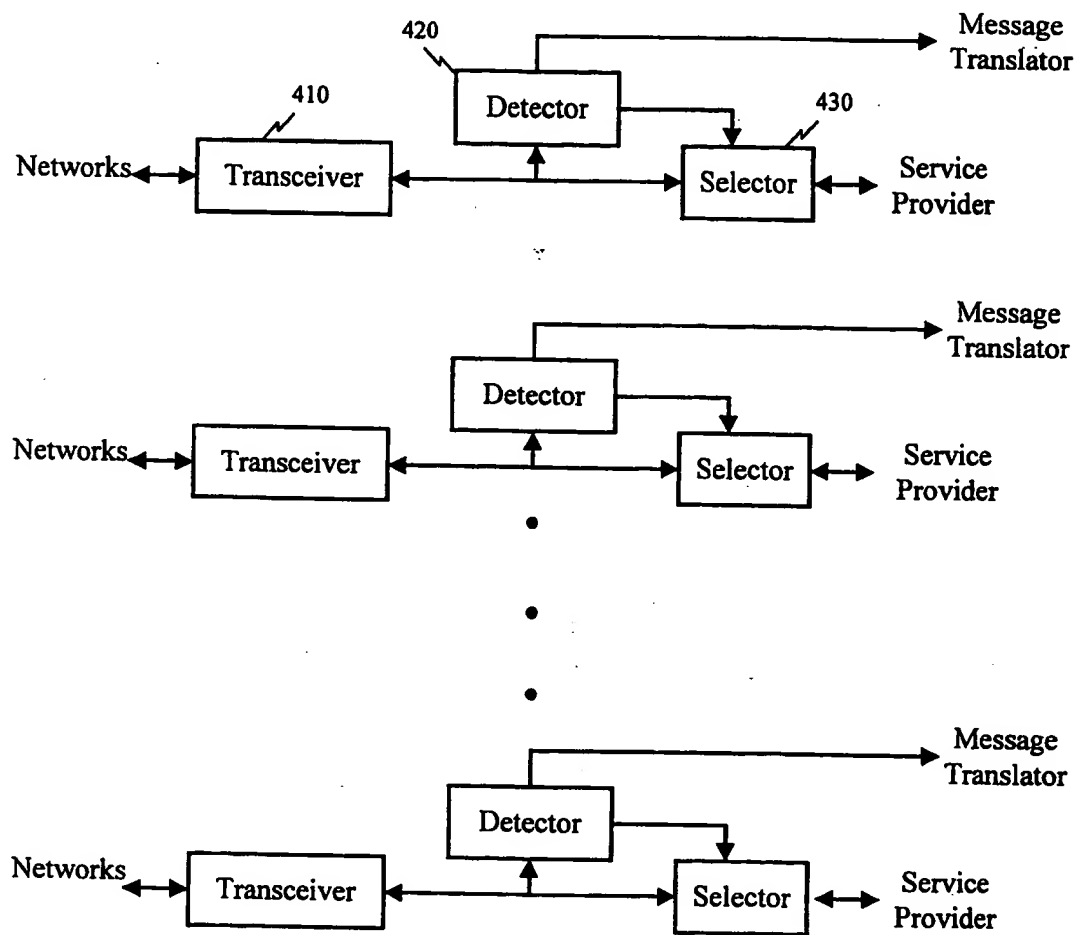 Message
Translator
420
Detector
410
430
Networks
Transceiver
Selector
Service
Provider
Message
Translator
Detector
Networks
Transceiver
Selector
Service
Provider
Message
Translator
Detector
Networks
Transceiver
Selector
Service
Provider